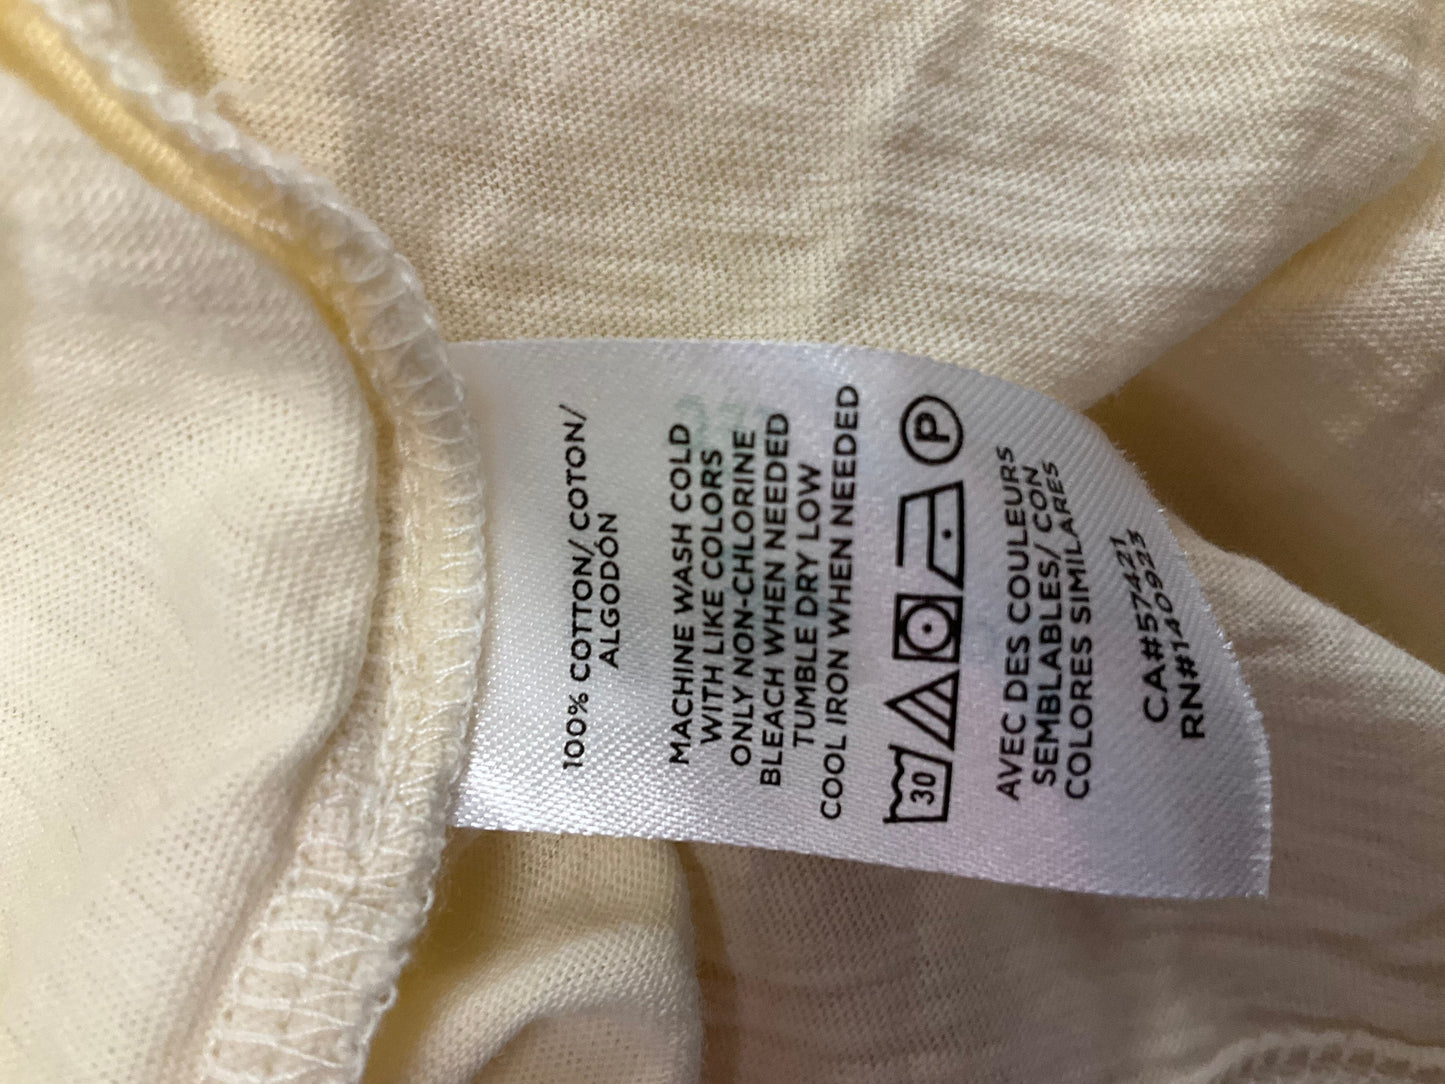 100% COTTON/ COTON/
ALGODÓN
MACHINE WASH COLD
WITH LIKE COLORS
ONLY NON-CHLORINE
BLEACH WHEN NEEDED
TUMBLE DRY LOW
COOL IRON WHEN NEEDED
30 P
AVEC DES COULEURS
SEMBLABLES/ CON
COLORES SIMILARES
CA#57421
RN#140923